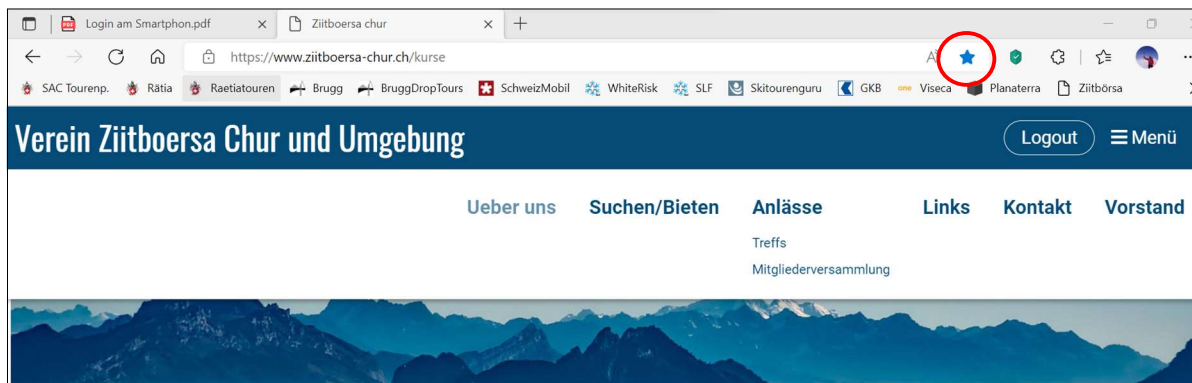 Login am Smartphon.pdf Ziitboersa chur
https://www.ziitboersa-chur.ch/kurse
SAC Tourenp. Rätia Raetiatouren Brugg BruggDropTours SchweizMobil WhiteRisk SLF Skitourenguru GKB one Viseca Planaterra Ziitbörsa
Verein Ziitboersa Chur und Umgebung Logout Menü
Ueber uns Suchen/Bieten Anlässe Links Kontakt Vorstand
Treffs
Mitgliederversammlung